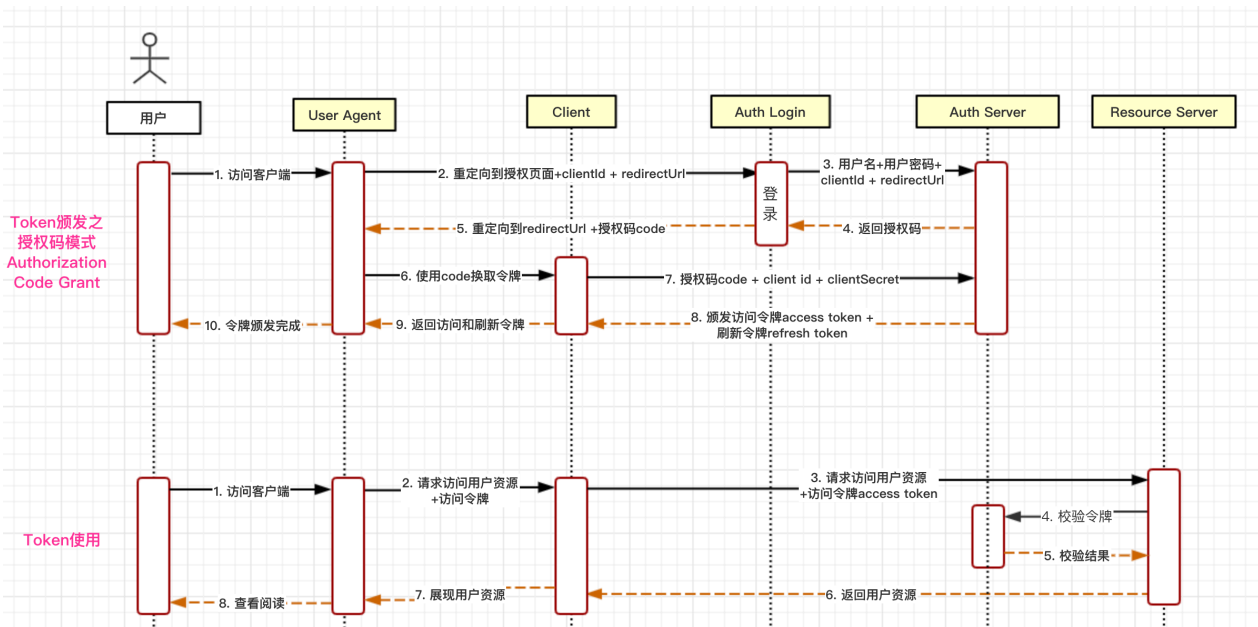 用户
User Agent
Client
Auth Login
Auth Server
Resource Server
Token颁发之
授权码模式
Authorization
Code Grant
1. 访问客户端
2. 重定向到授权页面+clientId + redirectUrl
登
录
3. 用户名+用户密码+
clientId + redirectUrl
4. 返回授权码
5. 重定向到redirectUrl +授权码code
6. 使用code换取令牌
7. 授权码code + client id + clientSecret
8. 颁发访问令牌access token +
刷新令牌refresh token
9. 返回访问和刷新令牌
10. 令牌颁发完成
Token使用
1. 访问客户端
2. 请求访问用户资源
+访问令牌
3. 请求访问用户资源
+访问令牌access token
4. 校验令牌
5. 校验结果
6. 返回用户资源
7. 展现用户资源
8. 查看阅读